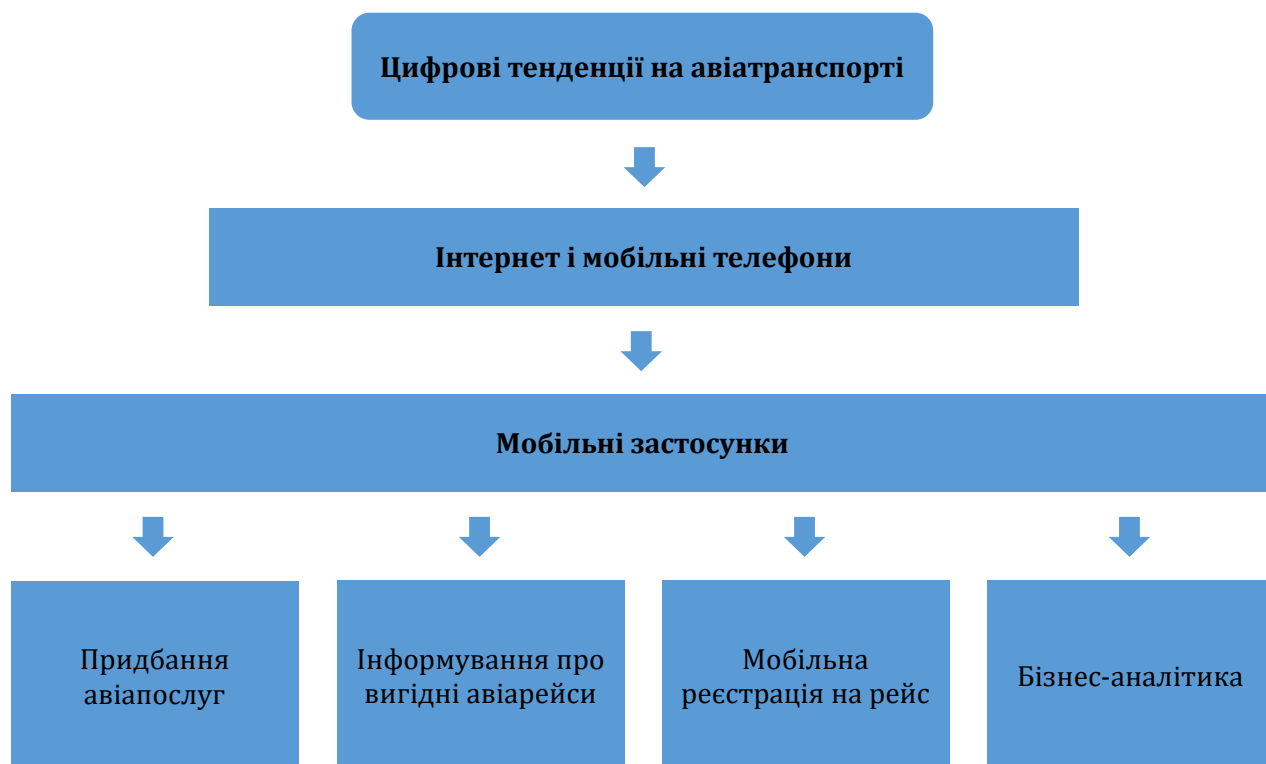 Цифрові тенденції на авіатранспорті
Інтернет і мобільні телефони
Мобільні застосунки
Придбання
авіапослуг
Інформування про
вигідні авіарейси
Мобільна
реєстрація на рейс
Бізнес-аналітика